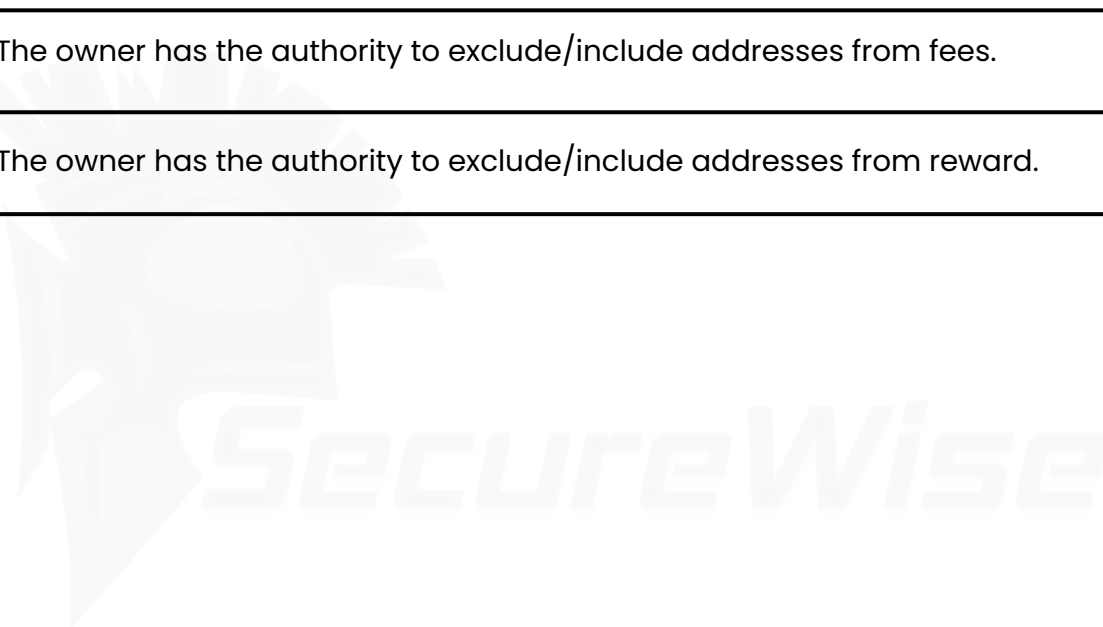 The owner has the authority to exclude/include addresses from fees.
The owner has the authority to exclude/include addresses from reward.
SecureWise